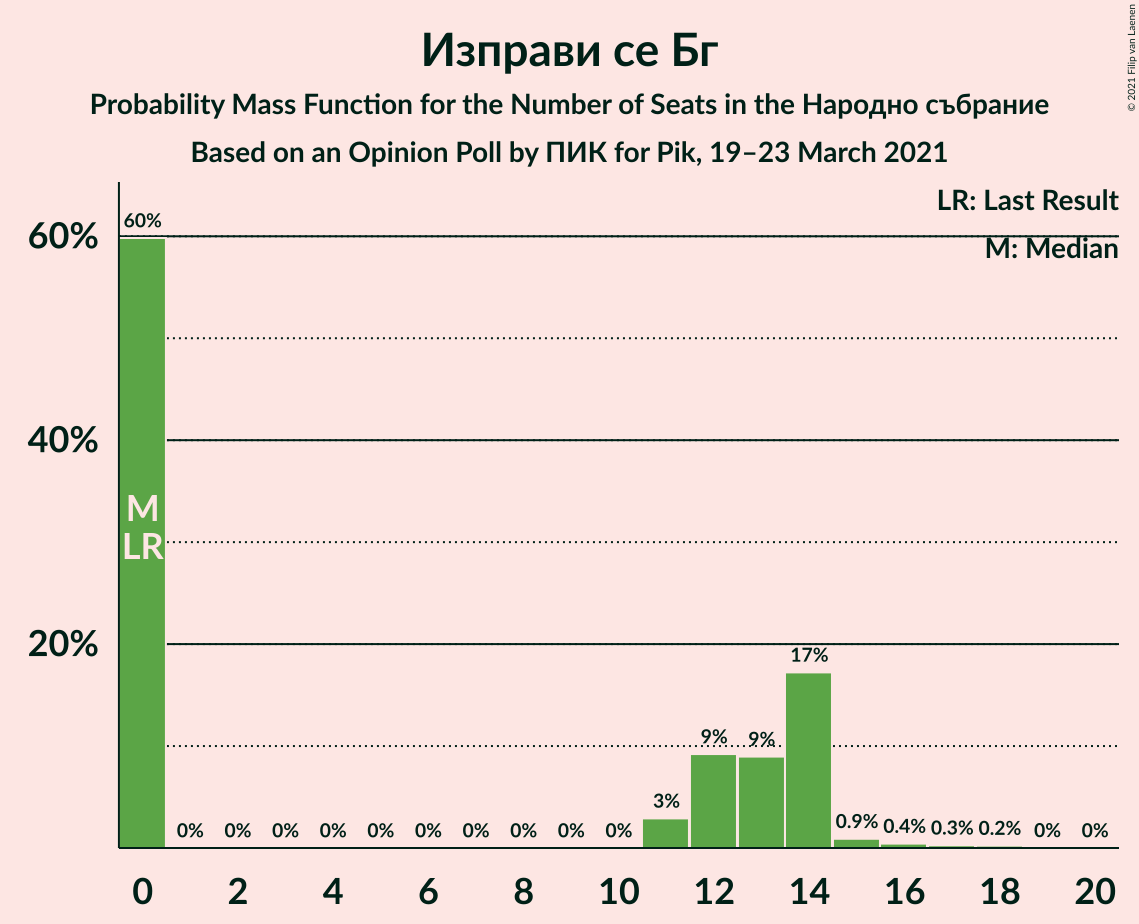 Изправи се Бг
Probability Mass Function for the Number of Seats in the Народно събрание
Based on an Opinion Poll by ПИК for Pik, 19–23 March 2021
© 2021 Filip van Laenen
LR: Last Result
M: Median
60%
40%
20%
60%
0%
0%
0%
0%
0%
0%
0%
0%
0%
0%
3%
9%
9%
17%
0.9%
0.4%
0.3%
0.2%
0%
0%
M
LR
0 2 4 6 8 10 12 14 16 18 20